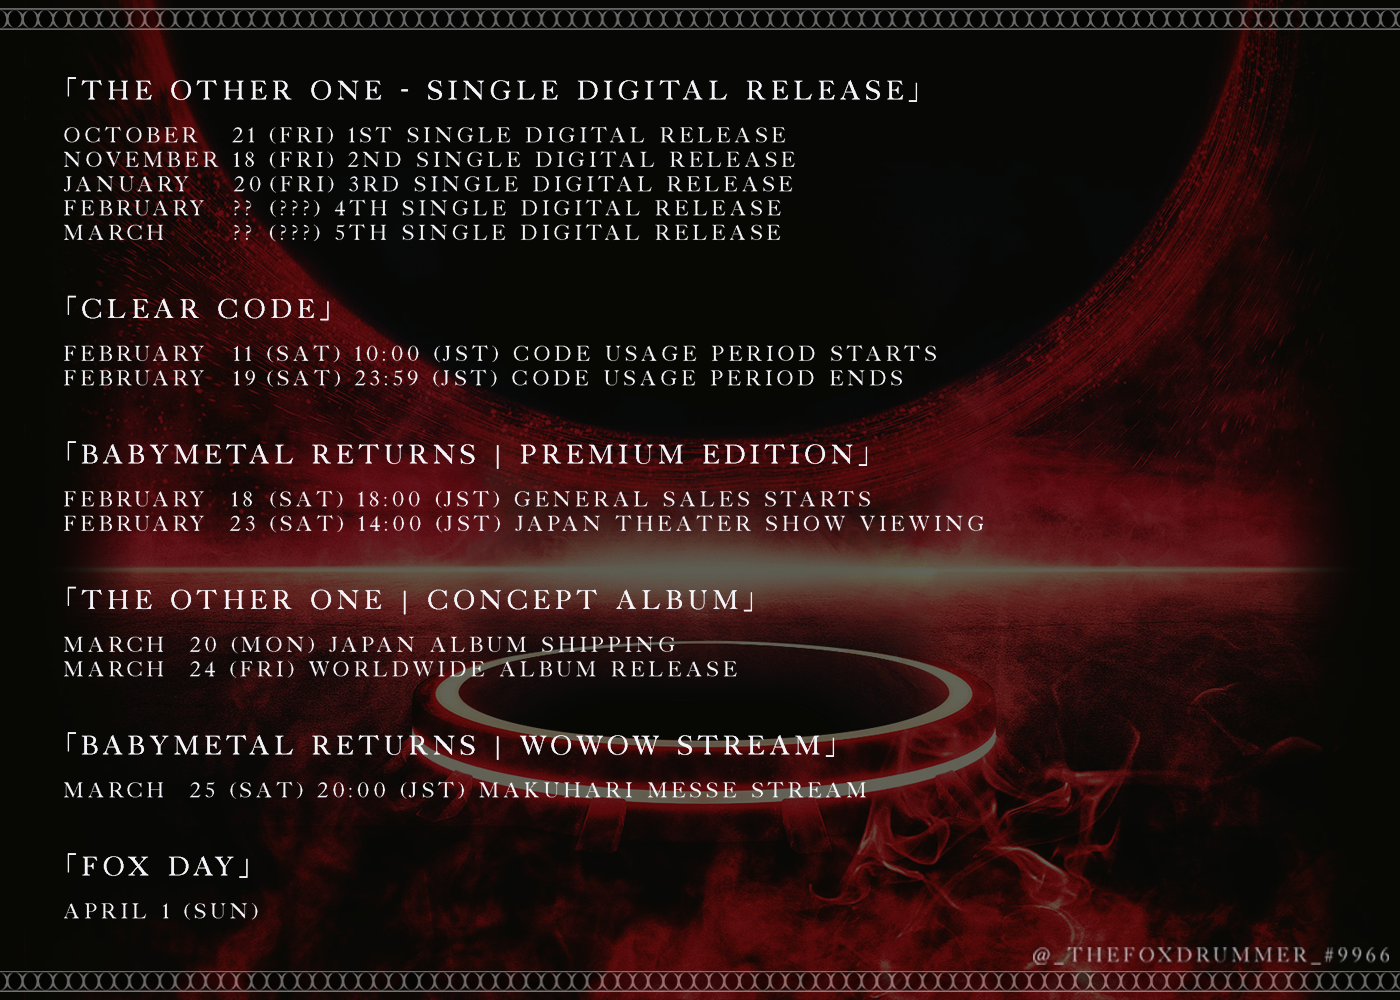 「THE OTHER ONE - SINGLE DIGITAL RELEASE」
OCTOBER 21 (FRI) 1ST SINGLE DIGITAL RELEASE
NOVEMBER 18 (FRI) 2ND SINGLE DIGITAL RELEASE
JANUARY 20 (FRI) 3RD SINGLE DIGITAL RELEASE
FEBRUARY ?? (???) 4TH SINGLE DIGITAL RELEASE
MARCH ?? (???) 5TH SINGLE DIGITAL RELEASE
「CLEAR CODE」
FEBRUARY 11 (SAT) 10:00 (JST) CODE USAGE PERIOD STARTS
FEBRUARY 19 (SAT) 23:59 (JST) CODE USAGE PERIOD ENDS
「BABYMETAL RETURNS | PREMIUM EDITION」
FEBRUARY 18 (SAT) 18:00 (JST) GENERAL SALES STARTS
FEBRUARY 23 (SAT) 14:00 (JST) JAPAN THEATER SHOW VIEWING
「THE OTHER ONE | CONCEPT ALBUM」
MARCH 20 (MON) JAPAN ALBUM SHIPPING
MARCH 24 (FRI) WORLDWIDE ALBUM RELEASE
「BABYMETAL RETURNS | WOWOW STREAM」
MARCH 25 (SAT) 20:00 (JST) MAKUHARI MESSE STREAM
「FOX DAY」
APRIL 1 (SUN)
@_THEFOXDRUMMER_#9966